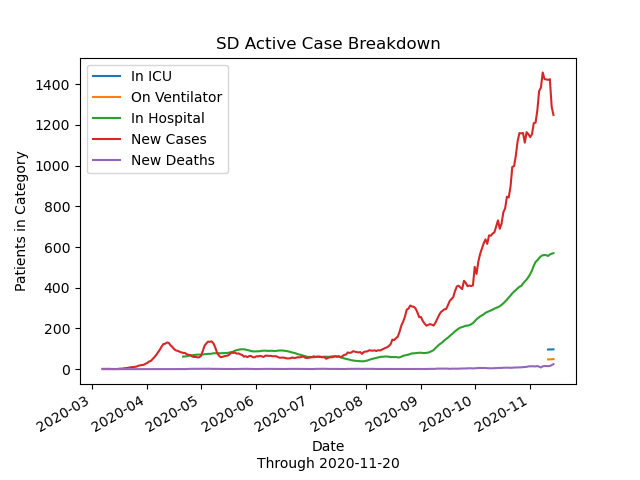 SD Active Case Breakdown
In ICU
On Ventilator
In Hospital
New Cases
New Deaths
Patients in Category
1400
1200
1000
800
600
400
200
0
2020-03
2020-04
2020-05
2020-06
2020-07
2020-08
2020-09
2020-10
2020-11
Date
Through 2020-11-20